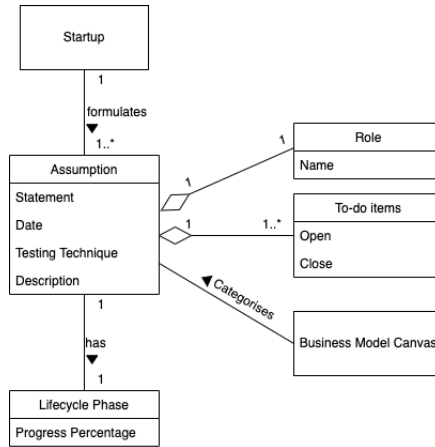 Startup
1
formulates
1..*
Assumption
Statement
Date
Testing Technique
Description
1
1
Role
Name
1
1..*
To-do items
Open
Close
Categorises
Business Model Canvas
1
has
1
Lifecycle Phase
Progress Percentage